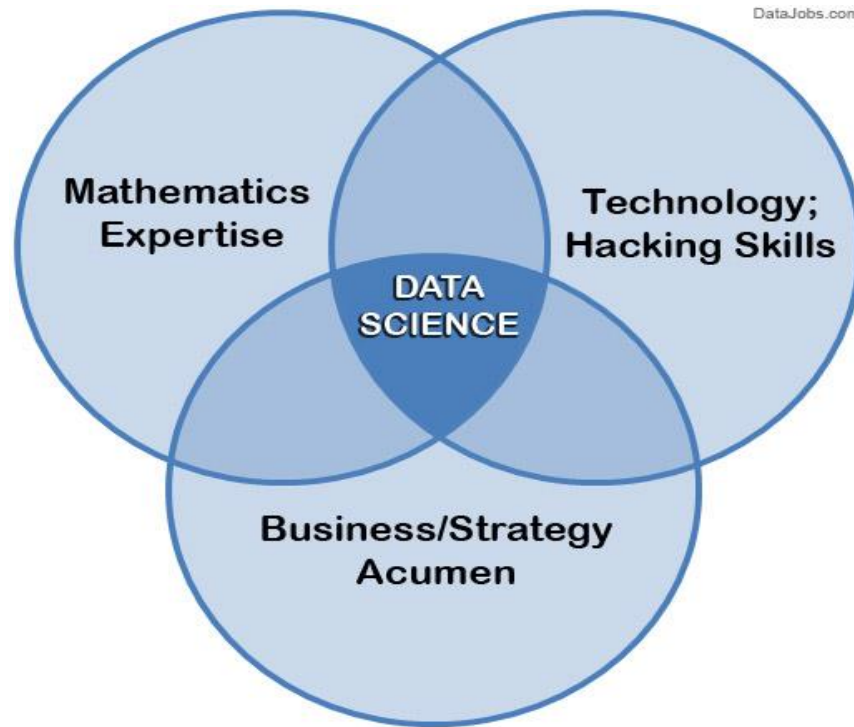 DataJobs.com
Mathematics
Expertise
Technology;
Hacking Skills
DATA
SCIENCE
Business/Strategy
Acumen